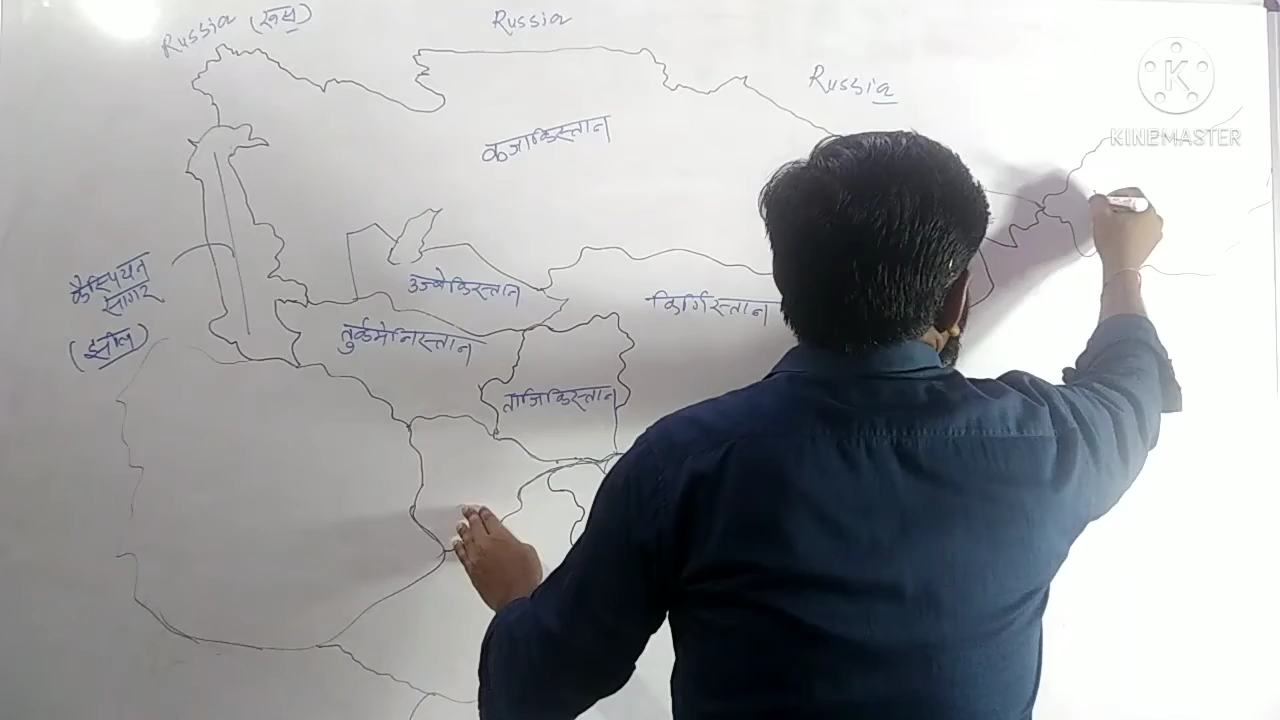 Russia (रूस)
Russia
Russia
K
KINEMASTER
कजाकिस्तान
कैस्पियन
सागर
(झील)
उज्बेकिस्तान
किर्गिस्तान
तुर्कमेनिस्तान
ताजिकिस्तान